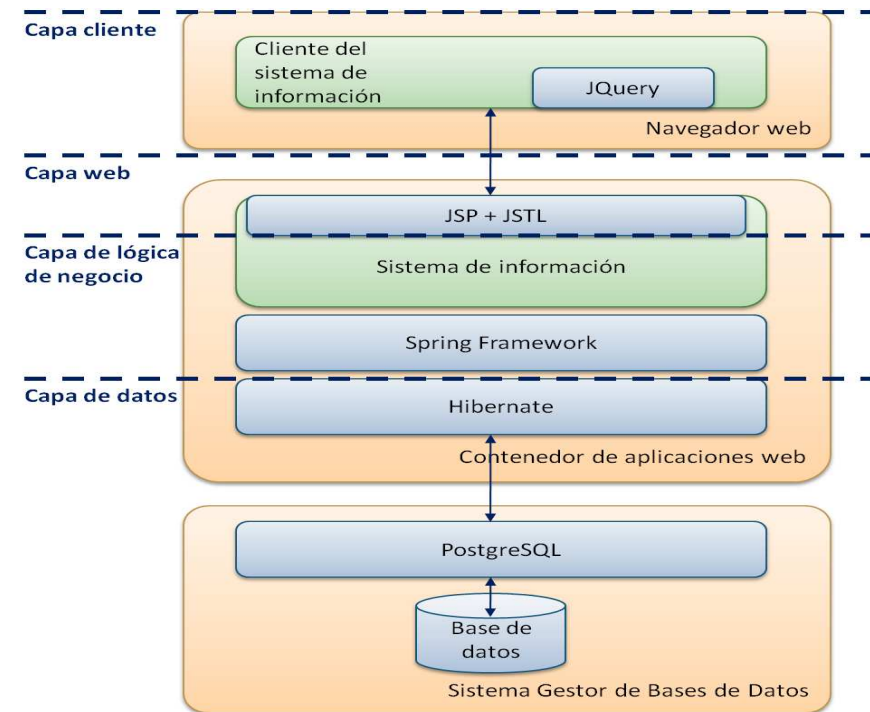 Capa cliente
Cliente del
sistema de
información
JQuery
Navegador web
Capa web
JSP + JSTL
Capa de lógica
de negocio
Sistema de información
Spring Framework
Capa de datos
Hibernate
Contenedor de aplicaciones web
PostgreSQL
Base de
datos
Sistema Gestor de Bases de Datos